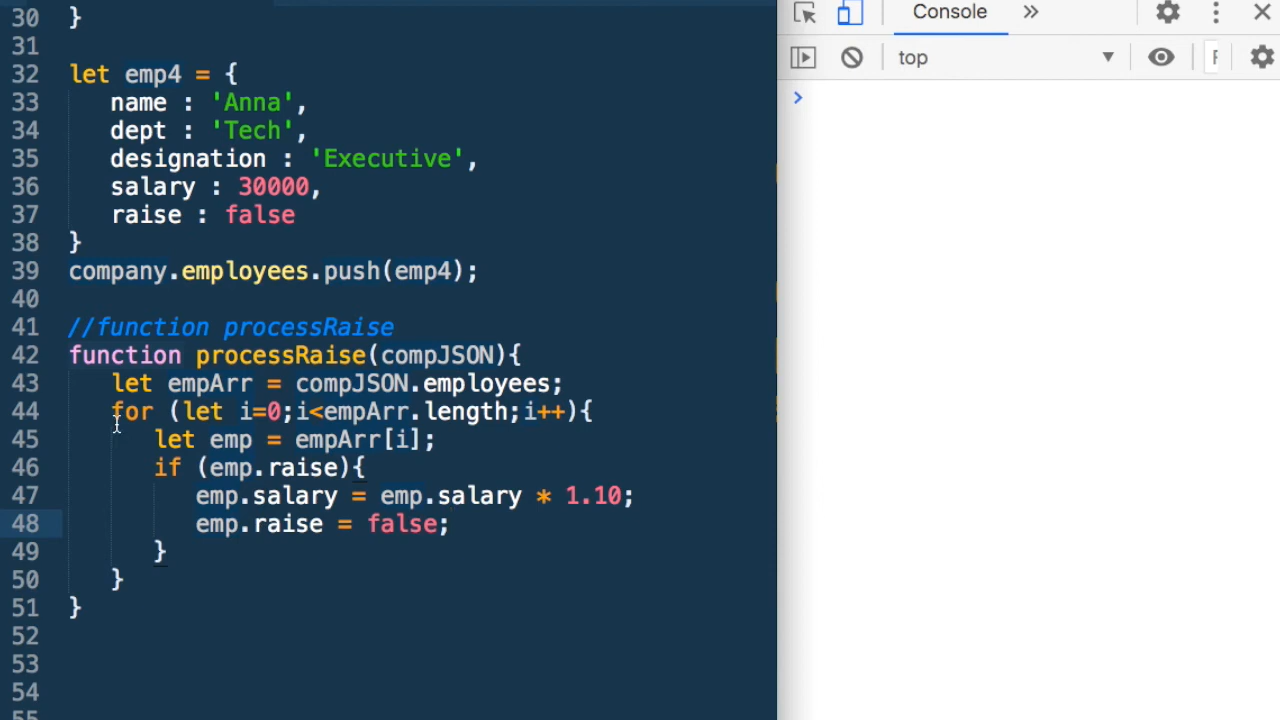 30 }
31
32 let emp4 = {
33 name : 'Anna',
34 dept : 'Tech',
35 designation : 'Executive',
36 salary : 30000,
37 raise : false
38 }
39 company.employees.push(emp4);
40
41 //function processRaise
42 function processRaise(compJSON){
43 let empArr = compJSON.employees;
44 for (let i=0;i<empArr.length;i++){
45 let emp = empArr[i];
46 if (emp.raise){
47 emp.salary = emp.salary * 1.10;
48 emp.raise = false;
49 }
50 }
51 }
52
53
54
Console »
top ▼
>